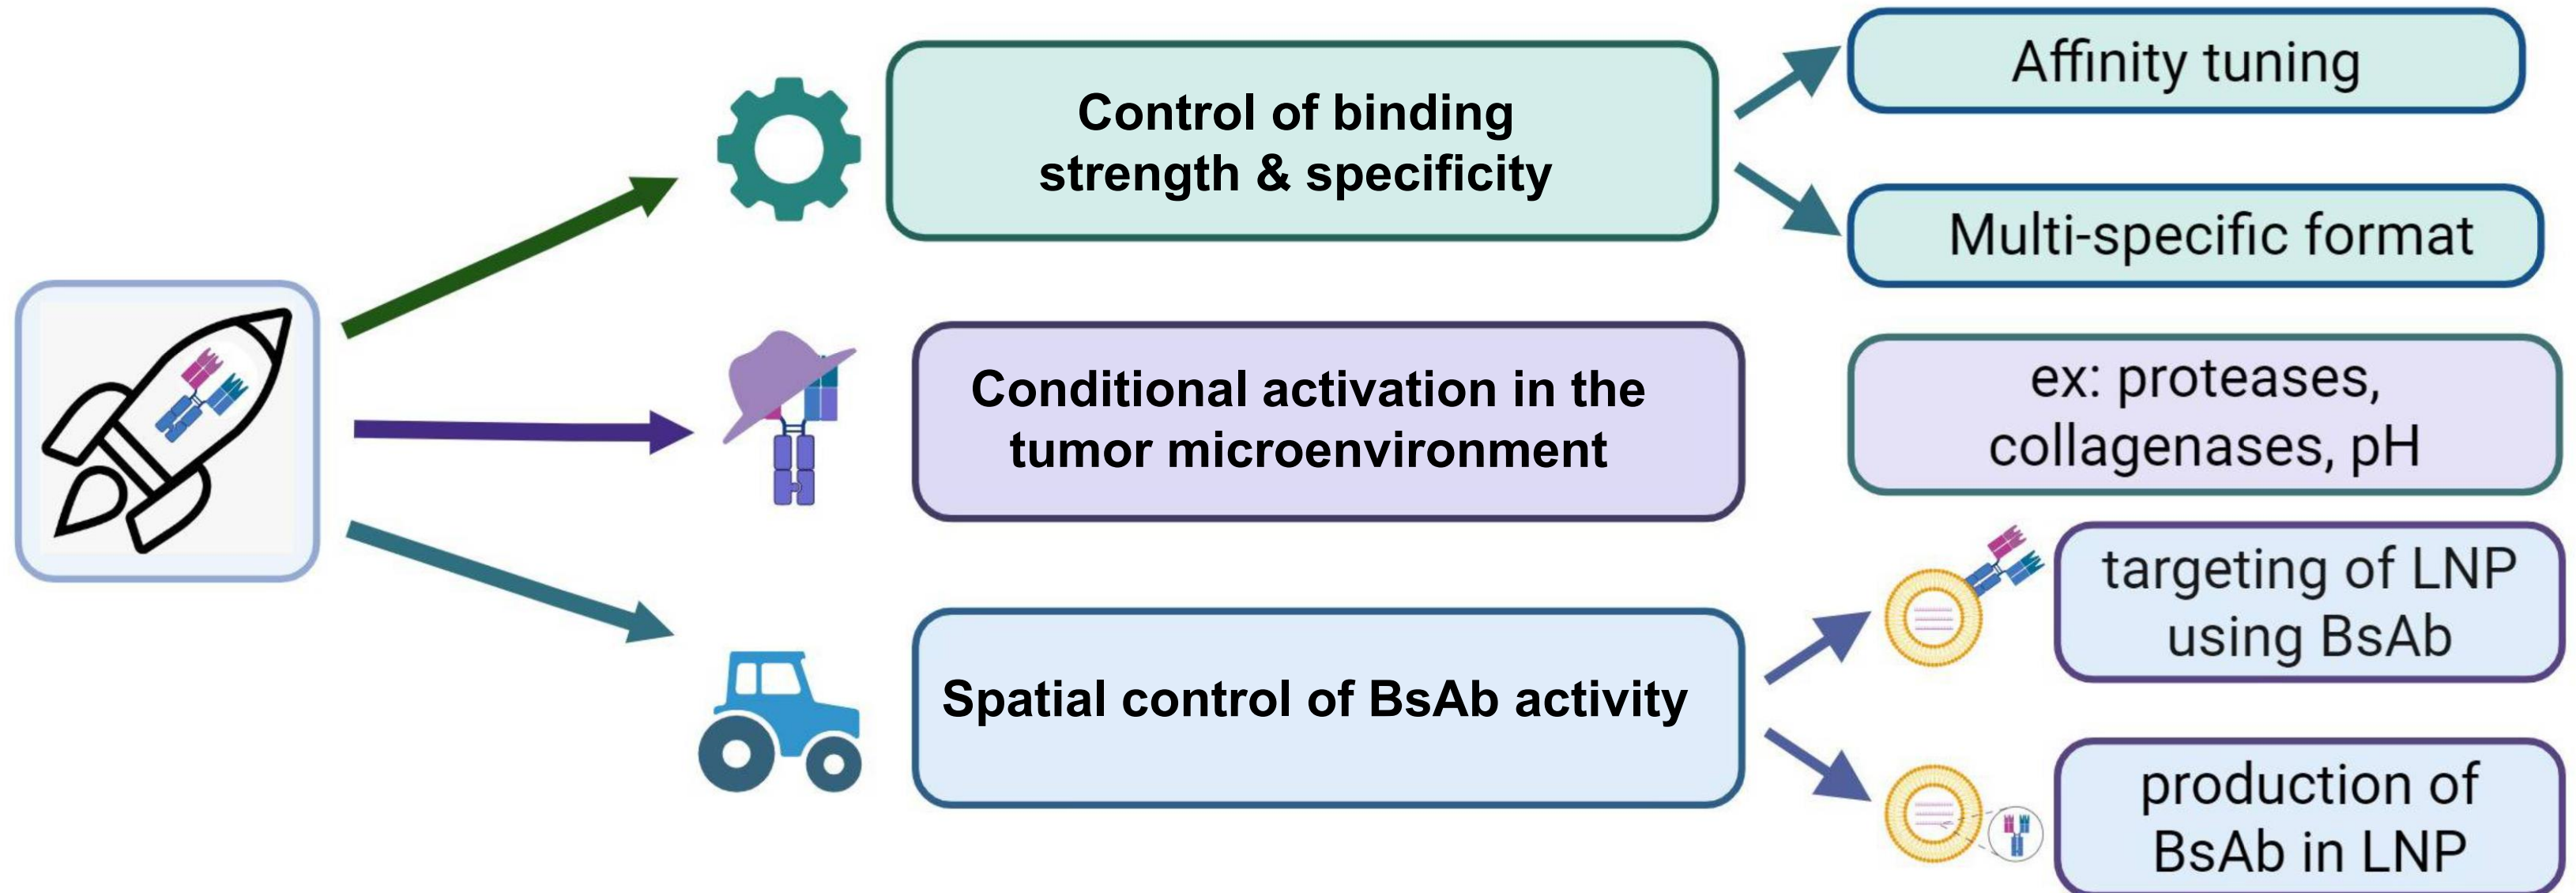 Control of binding
strength & specificity
Affinity tuning
Multi-specific format
Conditional activation in the
tumor microenvironment
ex: proteases,
collagenases, pH
Spatial control of BsAb activity
targeting of LNP
using BsAb
production of
BsAb in LNP